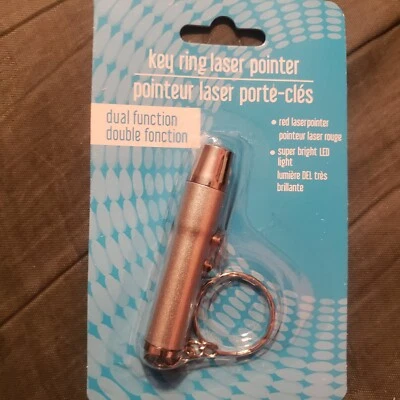 key ring laser pointer
pointeur laser porte-clés
dual function
double fonction
• red laserpointer
pointeur laser rouge
• super bright LED
light
lumière DEL très
brillante